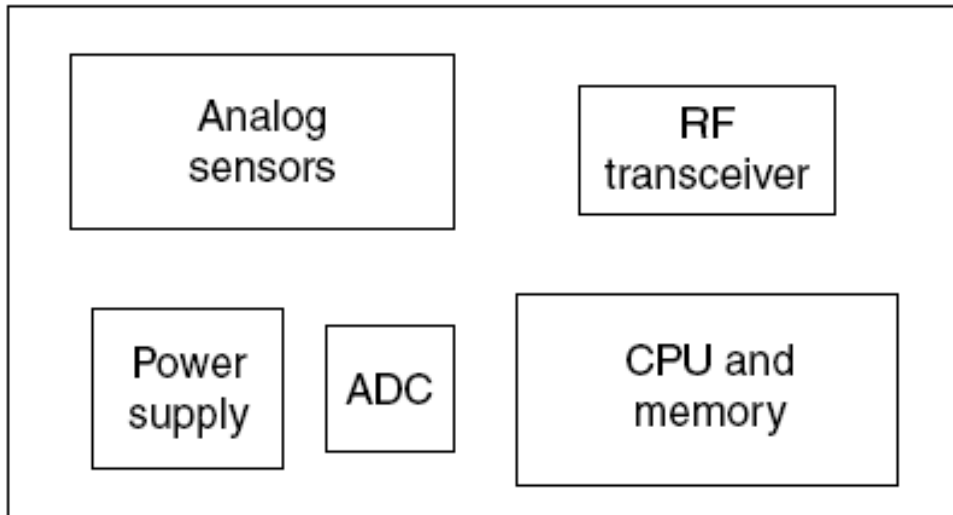 Analog
sensors
RF
transceiver
Power
supply
ADC
CPU and
memory